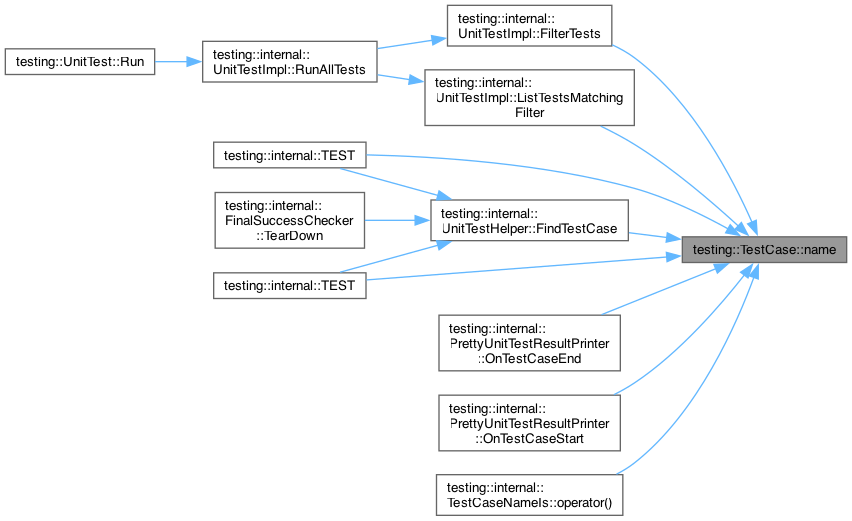 testing::internal::
UnitTestImpl::FilterTests
testing::UnitTest::Run
testing::internal::
UnitTestImpl::RunAllTests
testing::internal::
UnitTestImpl::ListTestsMatching
Filter
testing::internal::TEST
testing::internal::
FinalSuccessChecker
::TearDown
testing::internal::
UnitTestHelper::FindTestCase
testing::TestCase::name
testing::internal::TEST
testing::internal::
PrettyUnitTestResultPrinter
::OnTestCaseEnd
testing::internal::
PrettyUnitTestResultPrinter
::OnTestCaseStart
testing::internal::
TestCaseNameIs::operator()